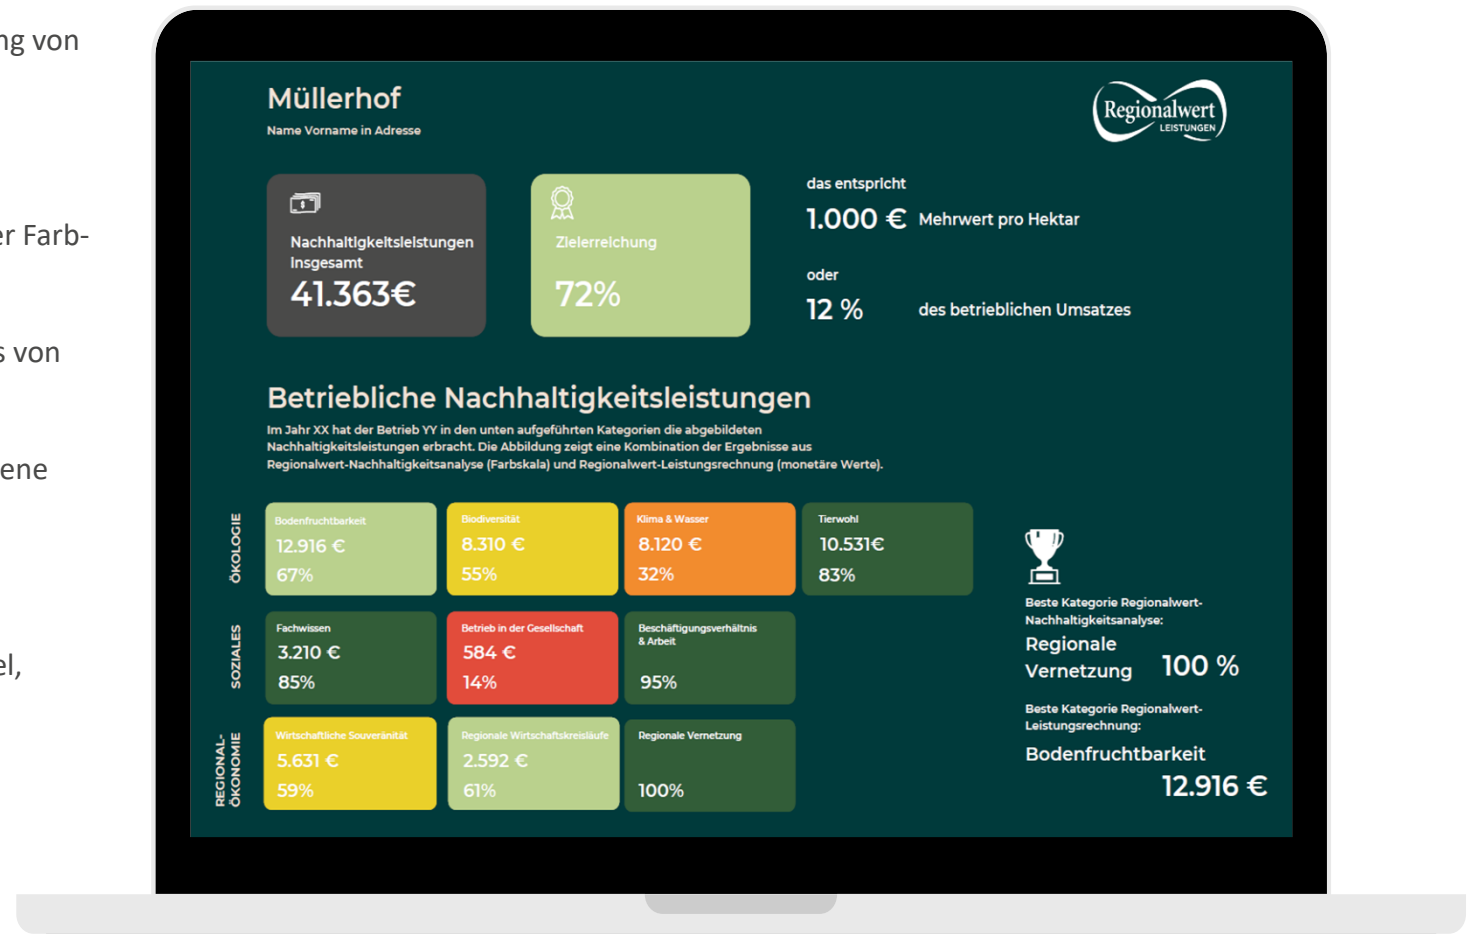 ng von
er Farb-
s von
ene
el,
Müllerhof
Name Vorname in Adresse
Regionalwert
LEISTUNGEN
Nachhaltigkeitsleistungen
Insgesamt
41.363€
Zielerreichung
72%
das entspricht
1.000 € Mehrwert pro Hektar
oder
12 % des betrieblichen Umsatzes
Betriebliche Nachhaltigkeitsleistungen
Im Jahr XX hat der Betrieb YY in den unten aufgeführten Kategorien die abgebildeten
Nachhaltigkeitsleistungen erbracht. Die Abbildung zeigt eine Kombination der Ergebnisse aus
Regionalwert-Nachhaltigkeitsanalyse (Farbskala) und Regionalwert-Leistungsrechnung (monetäre Werte).
ÖKOLOGIE
Bodenfruchtbarkeit
12.916 €
67%
Biodiversität
8.310 €
55%
Klima & Wasser
8.120 €
32%
Tierwohl
10.531€
83%
SOZIALES
Fachwissen
3.210 €
85%
Betrieb in der Gesellschaft
584 €
14%
Beschäftigungsverhältnis
& Arbeit
95%
REGIONAL-
ÖKONOMIE
Wirtschaftliche Souveränität
5.631 €
59%
Regionale Wirtschaftskreisläufe
2.592 €
61%
Regionale Vernetzung
100%
Beste Kategorie Regionalwert-
Nachhaltigkeitsanalyse:
Regionale
Vernetzung 100 %
Beste Kategorie Regionalwert-
Leistungsrechnung:
Bodenfruchtbarkeit
12.916 €